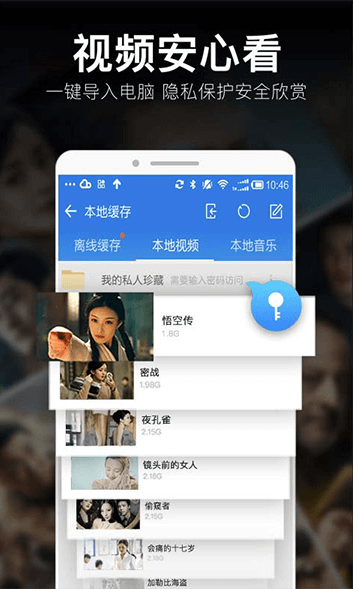 视频安心看
一键导入电脑 隐私保护安全欣赏
10:46
本地缓存
离线缓存 本地视频 本地音乐
我的私人珍藏 需要输入密码访问
悟空传
1.8G
密战
1.98G
夜孔雀
2.15G
镜头前的女人
2.15G
偷窥者
2.15G
会痛的十七岁
2.15G
加勒比海盗